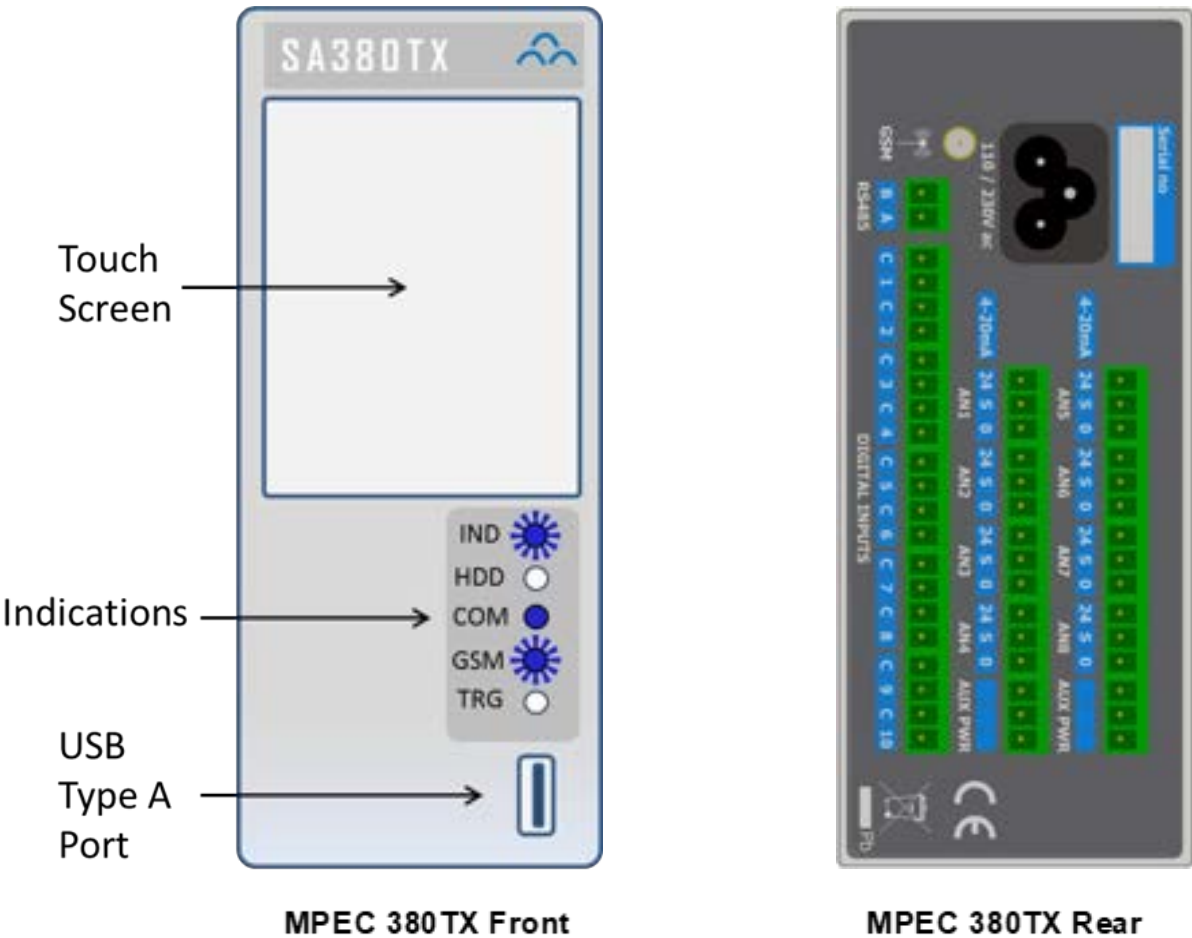 SA380TX
Touch
Screen
IND
HDD
COM
GSM
TRG
Indications
USB
Type A
Port
MPEC 380TX Front
Serial no
110 / 230V ac
GSM
RS485
B A
4-20mA
24 S 0 24 S 0 24 S 0 24 S 0
AN5 AN6 AN7 AN8 AUX PWR
4-20mA
24 S 0 24 S 0 24 S 0 24 S 0
AN1 AN2 AN3 AN4 AUX PWR
C 1 C 2 C 3 C 4 C 5 C 6 C 7 C 8 C 9 C 10
DIGITAL INPUTS
CE
Pb
MPEC 380TX Rear